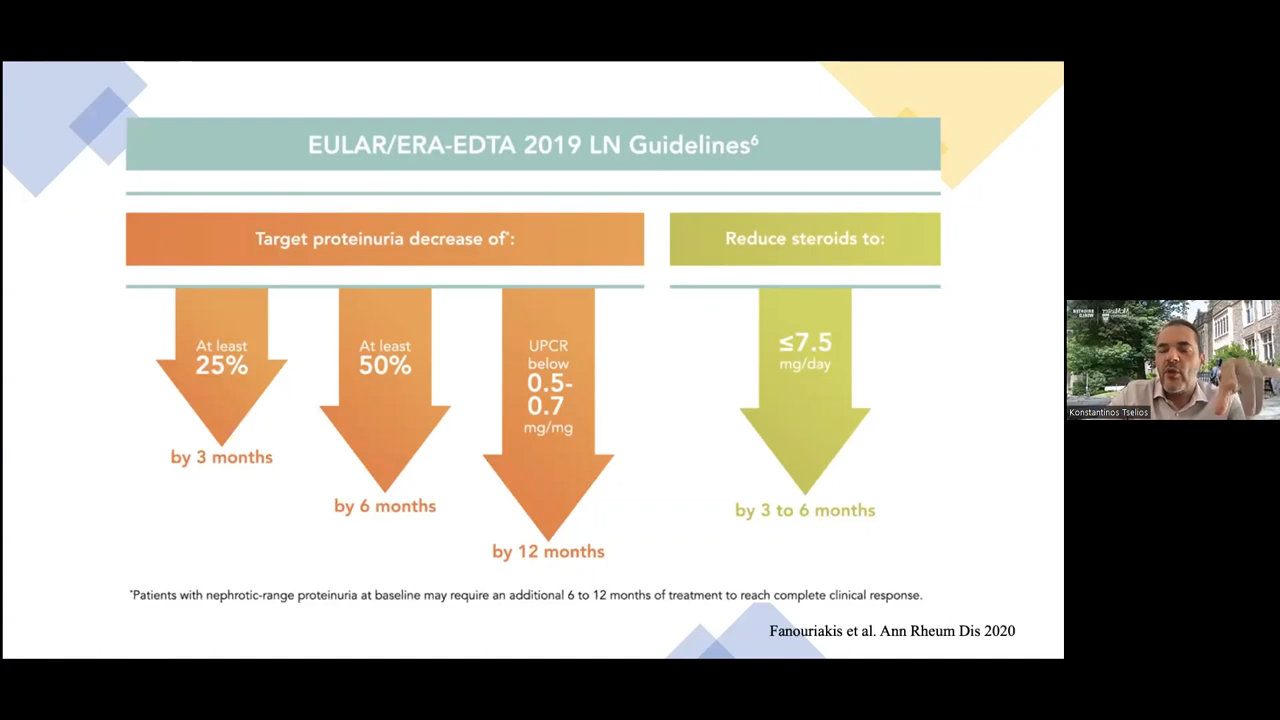 EULAR/ERA-EDTA 2019 LN Guidelines⁶
Target proteinuria decrease of*:
Reduce steroids to:
At least
25%
by 3 months
At least
50%
by 6 months
UPCR
below
0.5-
0.7
mg/mg
by 12 months
≤7.5
mg/day
by 3 to 6 months
*Patients with nephrotic-range proteinuria at baseline may require an additional 6 to 12 months of treatment to reach complete clinical response.
Fanouriakis et al. Ann Rheum Dis 2020
Konstantinos Tselios